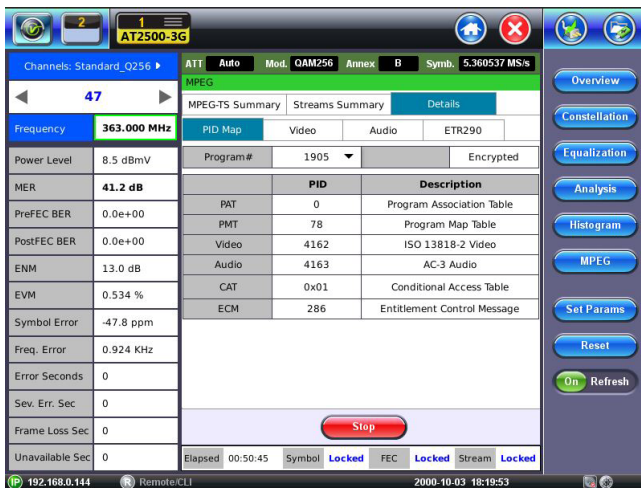 2
1
AT2500-3G
Channels: Standard_Q256
47
Frequency 363.000 MHz
Power Level 8.5 dBmV
MER 41.2 dB
PreFEC BER 0.0e+00
PostFEC BER 0.0e+00
ENM 13.0 dB
EVM 0.534 %
Symbol Error -47.8 ppm
Freq. Error 0.924 KHz
Error Seconds 0
Sev. Err. Sec 0
Frame Loss Sec 0
Unavailable Sec 0
ATT Auto Mod. QAM256 Annex B Symb. 5.360537 MS/s
MPEG
MPEG-TS Summary Streams Summary Details
PID Map Video Audio ETR290
Program# 1905 Encrypted
PID Description
PAT 0 Program Association Table
PMT 78 Program Map Table
Video 4162 ISO 13818-2 Video
Audio 4163 AC-3 Audio
CAT 0x01 Conditional Access Table
ECM 286 Entitlement Control Message
Stop
Elapsed 00:50:45 Symbol Locked FEC Locked Stream Locked
Overview
Constellation
Equalization
Analysis
Histogram
MPEG
Set Params
Reset
On Refresh
IP 192.168.0.144 R Remote/CLI 2000-10-03 18:19:53